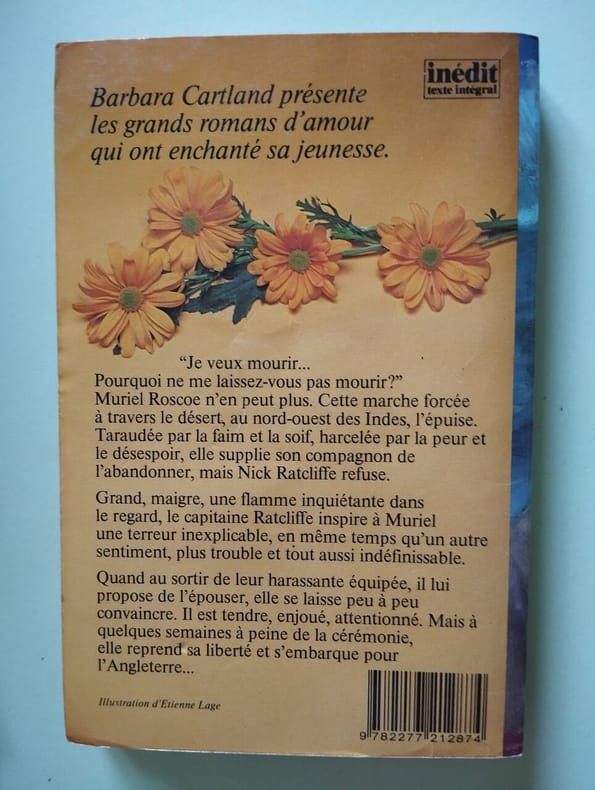 inédit
texte intégral
Barbara Cartland présente
les grands romans d'amour
qui ont enchanté sa jeunesse.
"Je veux mourir...
Pourquoi ne me laissez-vous pas mourir?"
Muriel Roscoe n'en peut plus. Cette marche forcée
à travers le désert, au nord-ouest des Indes, l'épuise.
Taraudée par la faim et la soif, harcelée par la peur et
le désespoir, elle supplie son compagnon de
l'abandonner, mais Nick Ratcliffe refuse.
Grand, maigre, une flamme inquiétante dans
le regard, le capitaine Ratcliffe inspire à Muriel
une terreur inexplicable, en même temps qu'un autre
sentiment, plus trouble et tout aussi indéfinissable.
Quand au sortir de leur harassante équipée, il lui
propose de l'épouser, elle se laisse peu à peu
convaincre. Il est tendre, enjoué, attentionné. Mais à
quelques semaines à peine de la cérémonie,
elle reprend sa liberté et s'embarque pour
l'Angleterre...
Illustration d'Etienne Lage
9 782277 212874